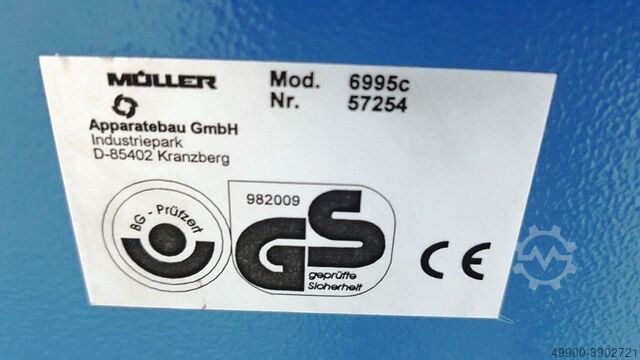 MÜLLER
Mod. 6995c
Nr. 57254
Apparatebau GmbH
Industriepark
D-85402 Kranzberg
BG - Prüfzert
982009
GS
geprüfte
Sicherheit
CE
49900-3902721